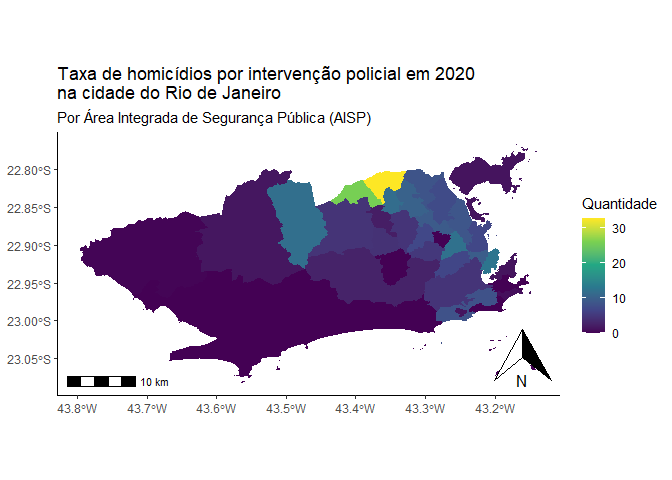 Taxa de homicídios por intervenção policial em 2020
na cidade do Rio de Janeiro
Por Área Integrada de Segurança Pública (AISP)
22.80°S
22.85°S
22.90°S
22.95°S
23.00°S
23.05°S
10 km
N
43.8°W
43.7°W
43.6°W
43.5°W
43.4°W
43.3°W
43.2°W
Quantidade
30
20
10
0